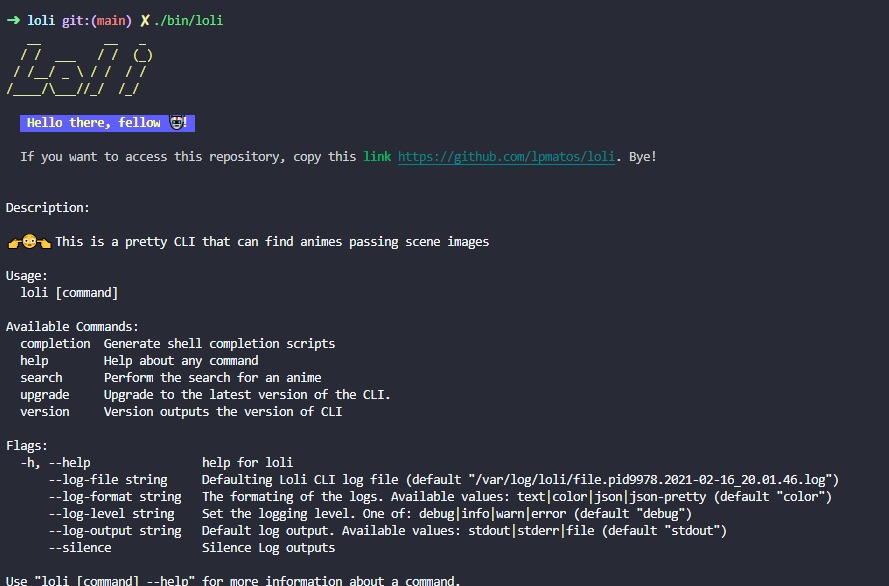 ➜ loli git:(main) ✗ ./bin/loli
Loli
Hello there, fellow 🤖!
If you want to access this repository, copy this link https://github.com/lpmatos/loli. Bye!
Description:
👉😳👈 This is a pretty CLI that can find animes passing scene images
Usage:
loli [command]
Available Commands:
completion  Generate shell completion scripts
help        Help about any command
search      Perform the search for an anime
upgrade     Upgrade to the latest version of the CLI.
version     Version outputs the version of CLI
Flags:
-h, --help                help for loli
--log-file string     Defaulting Loli CLI log file (default "/var/log/loli/file.pid9978.2021-02-16_20.01.46.log")
--log-format string   The formating of the logs. Available values: text|color|json|json-pretty (default "color")
--log-level string    Set the logging level. One of: debug|info|warn|error (default "debug")
--log-output string   Default log output. Available values: stdout|stderr|file (default "stdout")
--silence             Silence Log outputs
Use "loli [command] --help" for more information about a command.